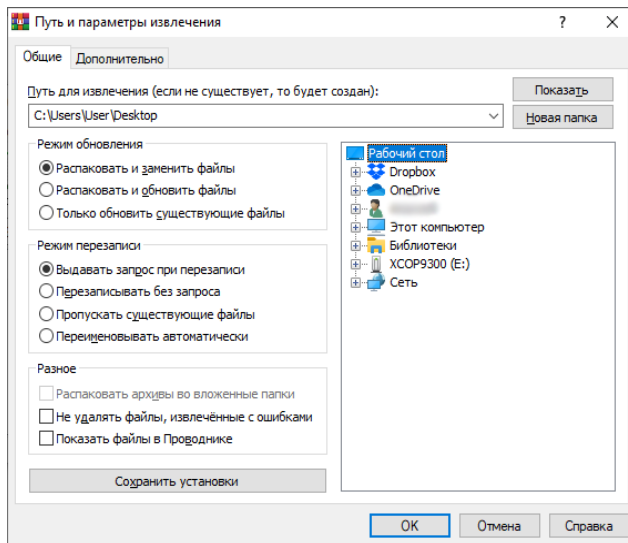 Путь и параметры извлечения
Общие
Дополнительно
Путь для извлечения (если не существует, то будет создан):
Показать
C:\Users\User\Desktop
Новая папка
Режим обновления
Распаковать и заменить файлы
Распаковать и обновить файлы
Только обновить существующие файлы
Режим перезаписи
Выдавать запрос при перезаписи
Перезаписывать без запроса
Пропускать существующие файлы
Переименовывать автоматически
Разное
Распаковать архивы во вложенные папки
Не удалять файлы, извлечённые с ошибками
Показать файлы в Проводнике
Сохранить установки
Рабочий стол
Dropbox
OneDrive
Этот компьютер
Библиотеки
XCOP9300 (E:)
Сеть
OK
Отмена
Справка